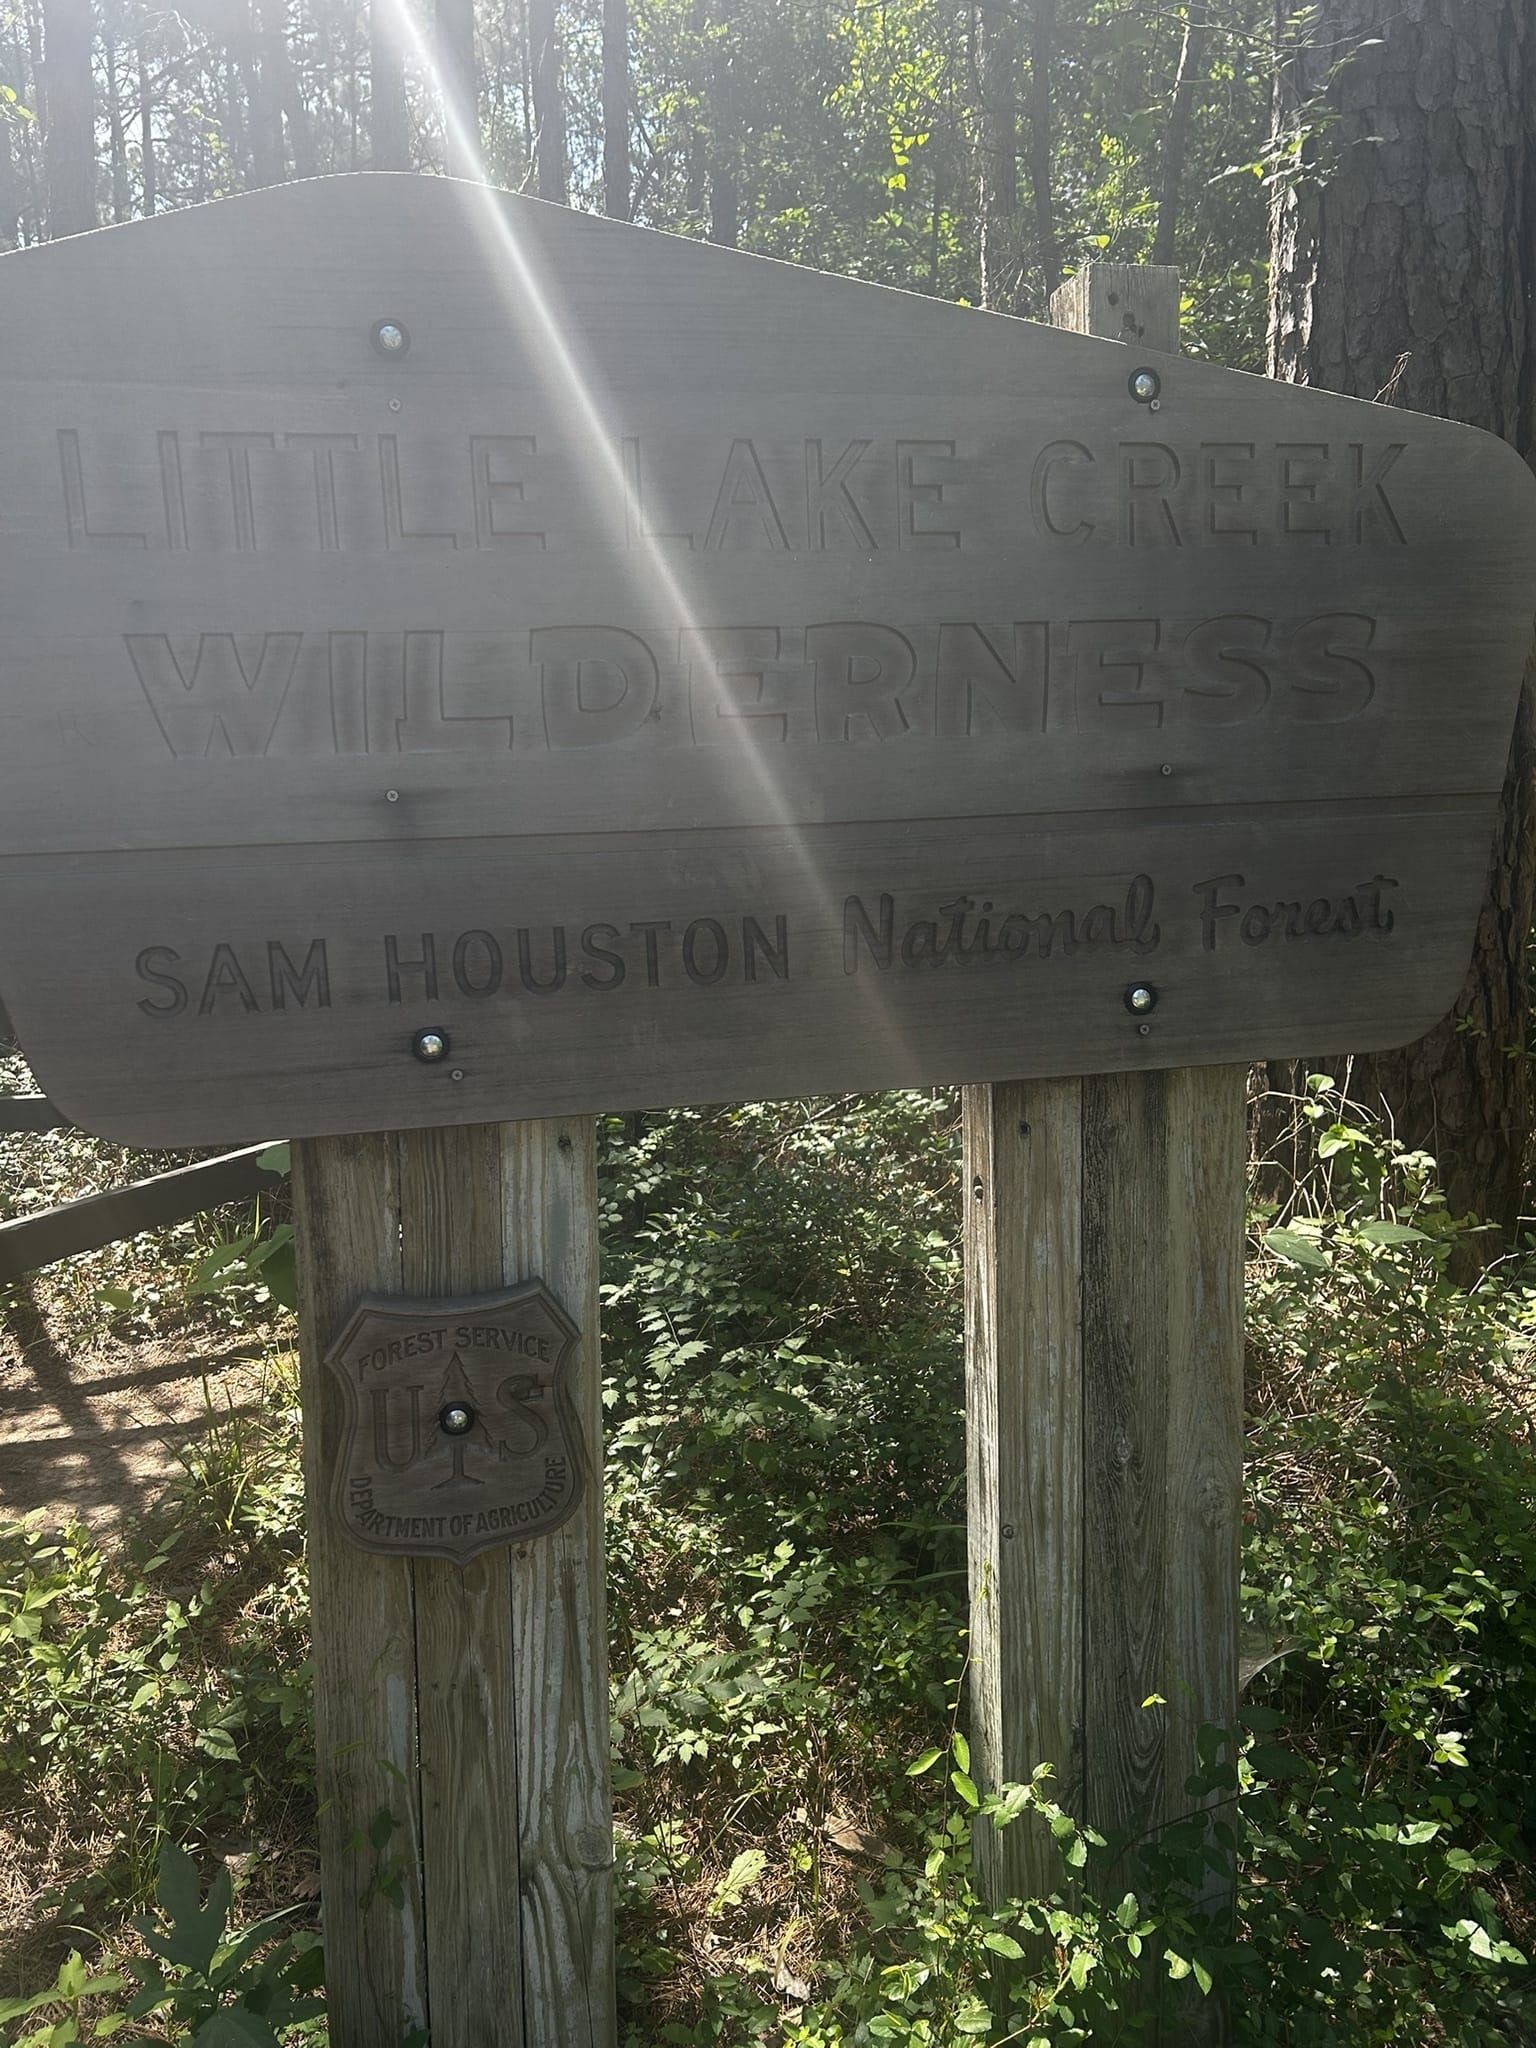 LITTLE LAKE CREEK
WILDERNESS
SAM HOUSTON National Forest
FOREST SERVICE
U S
DEPARTMENT OF AGRICULTURE